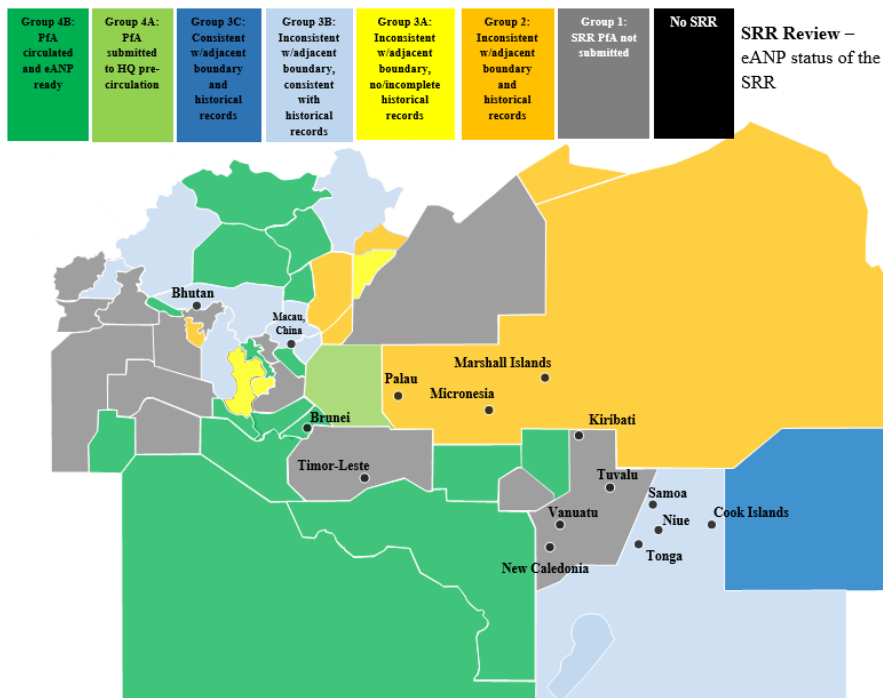 Group 4B:
PfA
circulated
and eANP
ready
Group 4A:
PfA
submitted
to HQ pre-
circulation
Group 3C:
Consistent
w/adjacent
boundary
and
historical
records
Group 3B:
Inconsistent
w/adjacent
boundary,
consistent
with
historical
records
Group 3A:
Inconsistent
w/adjacent
boundary,
no/incomplete
historical
records
Group 2:
Inconsistent
w/adjacent
boundary
and
historical
records
Group 1:
SRR PfA not
submitted
No SRR
SRR Review –
eANP status of the
SRR
Bhutan
Macau,
China
Marshall Islands
Palau
Micronesia
Brunei
Kiribati
Timor-Leste
Tuvalu
Samoa
Vanuatu
Niue
Cook Islands
New Caledonia
Tonga